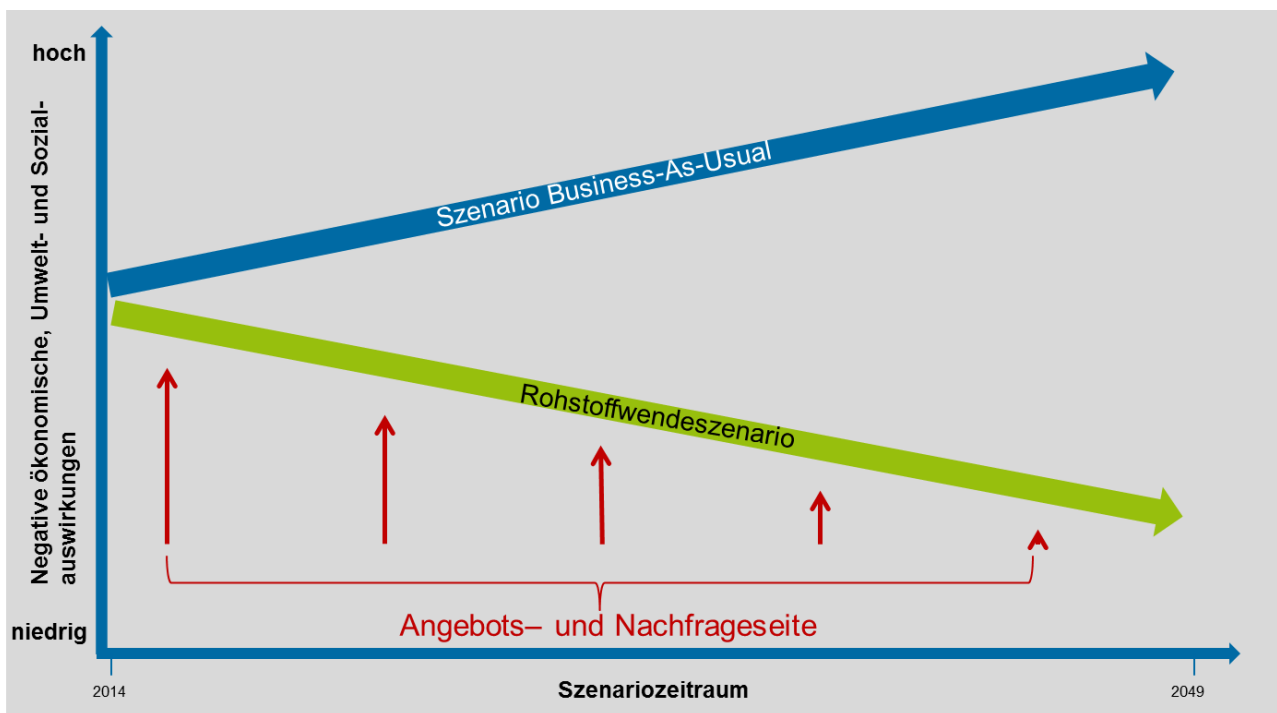 hoch
Negative ökonomische, Umwelt- und Sozial-
auswirkungen
Szenario Business-As-Usual
Rohstoffwendeszenario
Angebots– und Nachfrageseite
niedrig
2014
Szenariozeitraum
2049